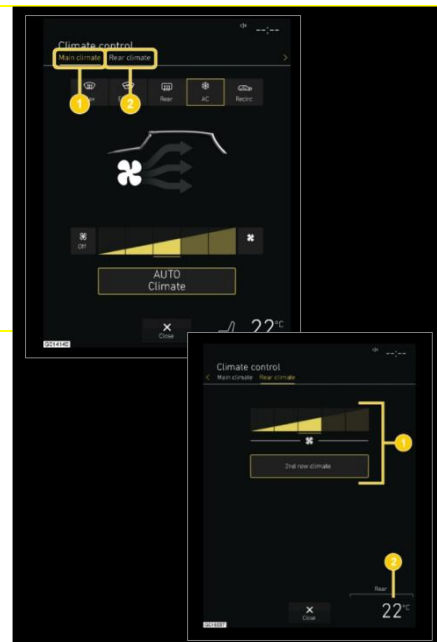 --:--
Climate control
Main climate Rear climate >
1 2
Rear AC Recirc
Off
AUTO
Climate
X
Close
22°C
--:--
Climate control
< Main climate Rear climate
1
2nd row climate
2
Rear
X
Close
22°C